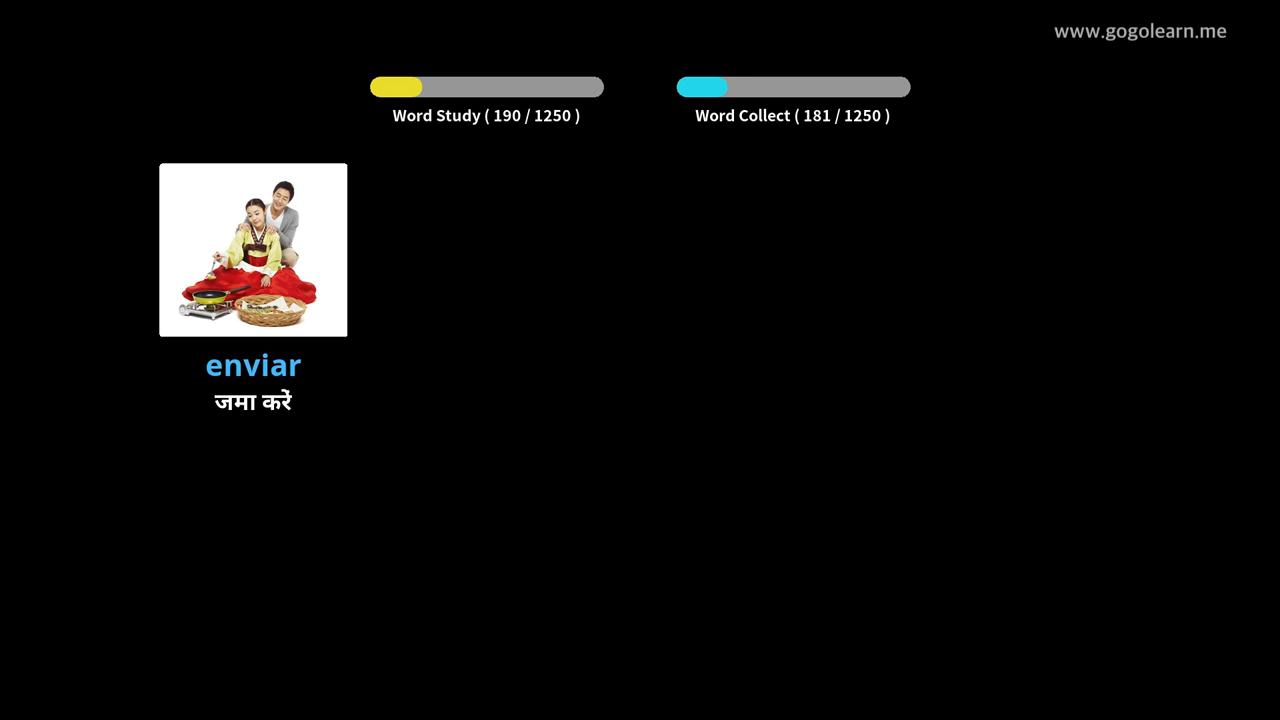 www.gogolearn.me
Word Study ( 190 / 1250 )
Word Collect ( 181 / 1250 )
enviar
जमा करें